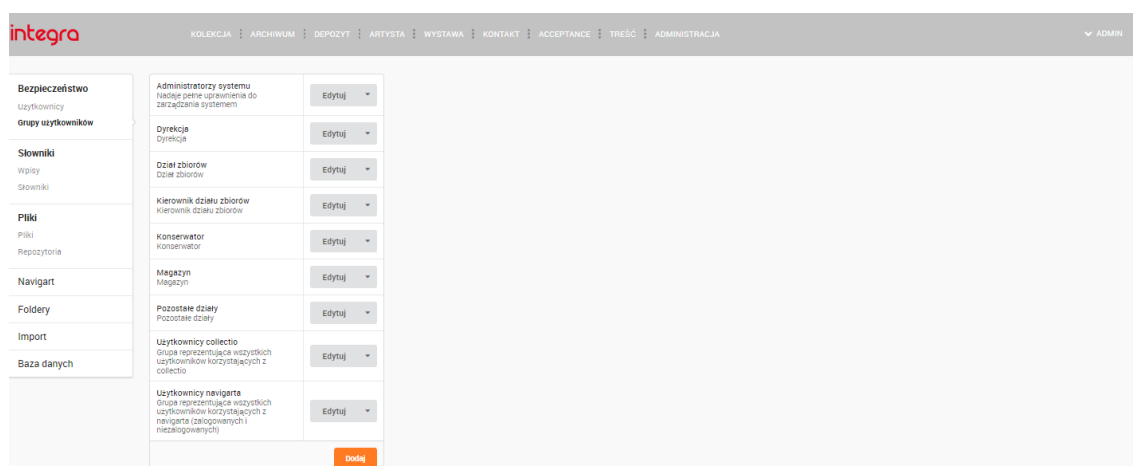 integra
KOLEKCJA
ARCHIWUM
DEPOZYT
ARTYSTA
WYSTAWA
KONTAKT
ACCEPTANCE
TREŚĆ
ADMINISTRACJA
ADMIN
Bezpieczeństwo
Użytkownicy
Grupy użytkowników
Słowniki
Wpisy
Słowniki
Pliki
Pliki
Repozytoria
Navigart
Foldery
Import
Baza danych
Administratorzy systemu
Nadaje pełne uprawnienia do
zarządzania systemem
Edytuj
Dyrekcja
Dyrekcja
Edytuj
Dział zbiorów
Dział zbiorów
Edytuj
Kierownik działu zbiorów
Kierownik działu zbiorów
Edytuj
Konserwator
Konserwator
Edytuj
Magazyn
Magazyn
Edytuj
Pozostałe działy
Pozostałe działy
Edytuj
Użytkownicy collectio
Grupa reprezentująca wszystkich
użytkowników korzystających z
collectio
Edytuj
Użytkownicy navigarta
Grupa reprezentująca wszystkich
użytkowników korzystających z
navigarta (zalogowanych i
niezalogowanych)
Edytuj
Dodaj